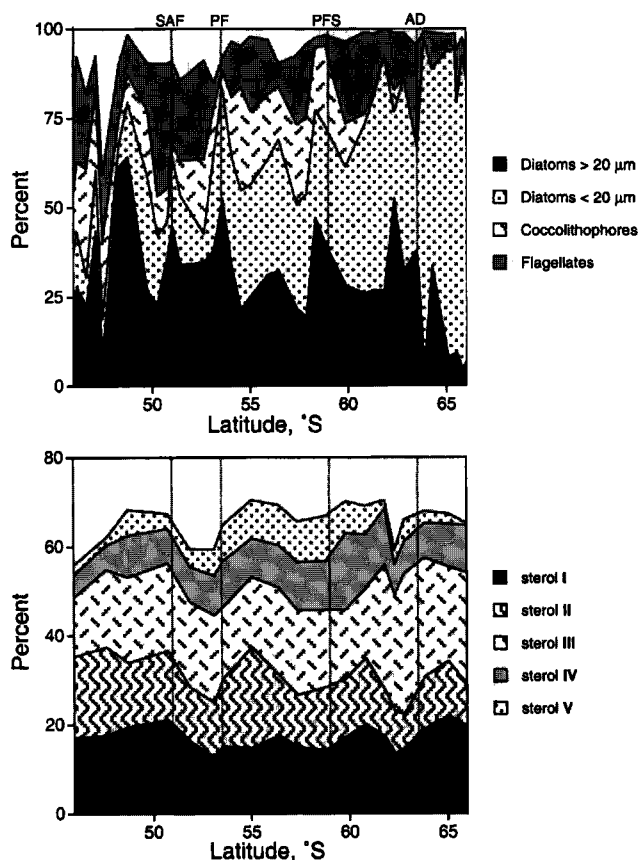 SAF PF PFS AD
100
75
50
25
0
Percent
50 55 60 65
Latitude, °S
Diatoms > 20 μm
Diatoms < 20 μm
Coccolithophores
Flagellates
80
60
40
20
0
Percent
50 55 60 65
Latitude, °S
sterol I
sterol II
sterol III
sterol IV
sterol V